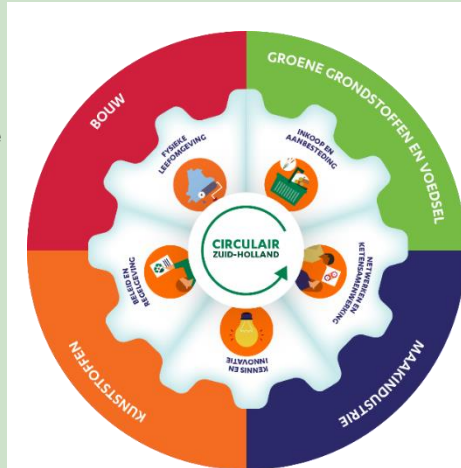 BOUW
GROENE GRONDSTOFFEN EN VOEDSEL
MAAKINDUSTRIE
KUNSTSTOFFEN
FYSIEKE
LEEFOMGEVING
INKOOP EN
AANBESTEDING
NETWERKEN EN
KETENSAMENWERKING
KENNIS EN
INNOVATIE
BELEID EN
REGELGEVING
CIRCULAIR
ZUID-HOLLAND